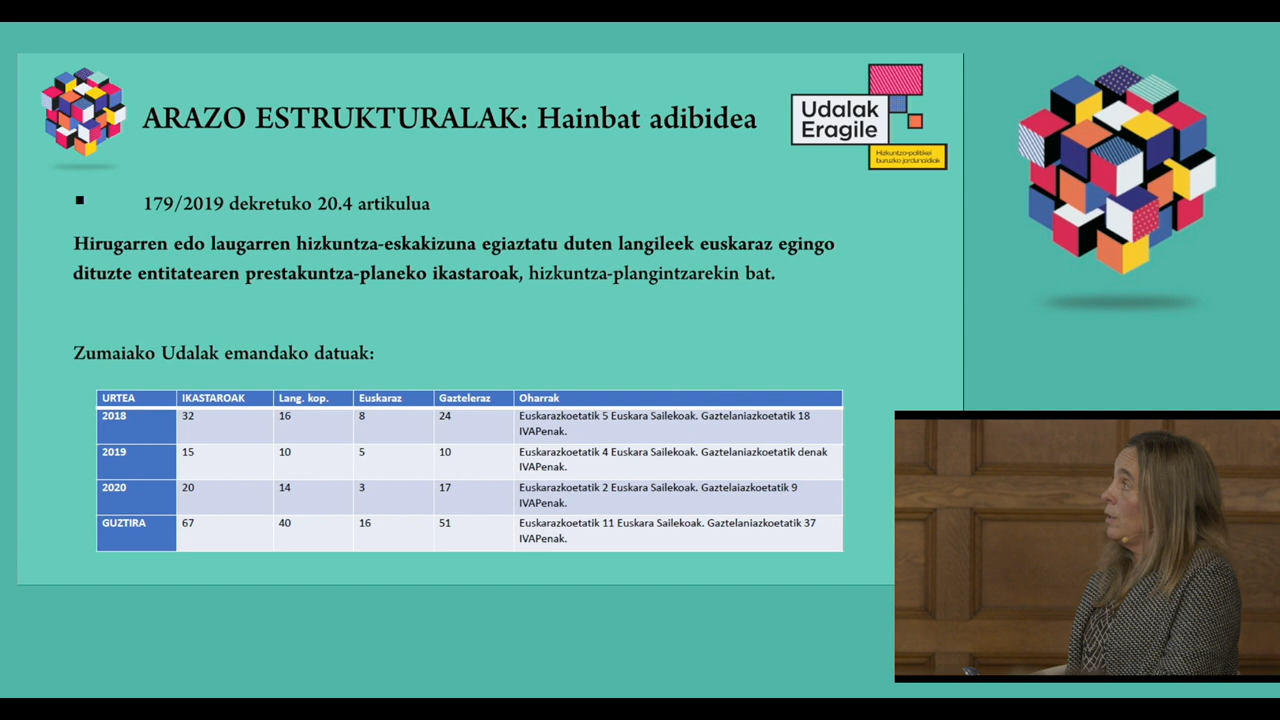 ARAZO ESTRUKTURALAK: Hainbat adibidea
Udalak
Eragile
Hizkuntza-politikei
buruzko jardunaldiak
179/2019 dekretuko 20.4 artikulua
Hirugarren edo laugarren hizkuntza-eskakizuna egiaztatu duten langileek euskaraz egingo
dituzte entitatearen prestakuntza-planeko ikastaroak, hizkuntza-plangintzarekin bat.
Zumaiako Udalak emandako datuak:
URTEA IKASTAROAK Lang. kop. Euskaraz Gazteleraz Oharrak
2018 32 16 8 24 Euskarazkoetatik 5 Euskara Sailekoak. Gaztelaniazkoetatik 18
IVAPenak.
2019 15 10 5 10 Euskarazkoetatik 4 Euskara Sailekoak. Gaztelaniazkoetatik denak
IVAPenak.
2020 20 14 3 17 Euskarazkoetatik 2 Euskara Sailekoak. Gaztelaiazkoetatik 9
IVAPenak.
GUZTIRA 67 40 16 51 Euskarazkoetatik 11 Euskara Sailekoak. Gaztelaniazkoetatik 37
IVAPenak.